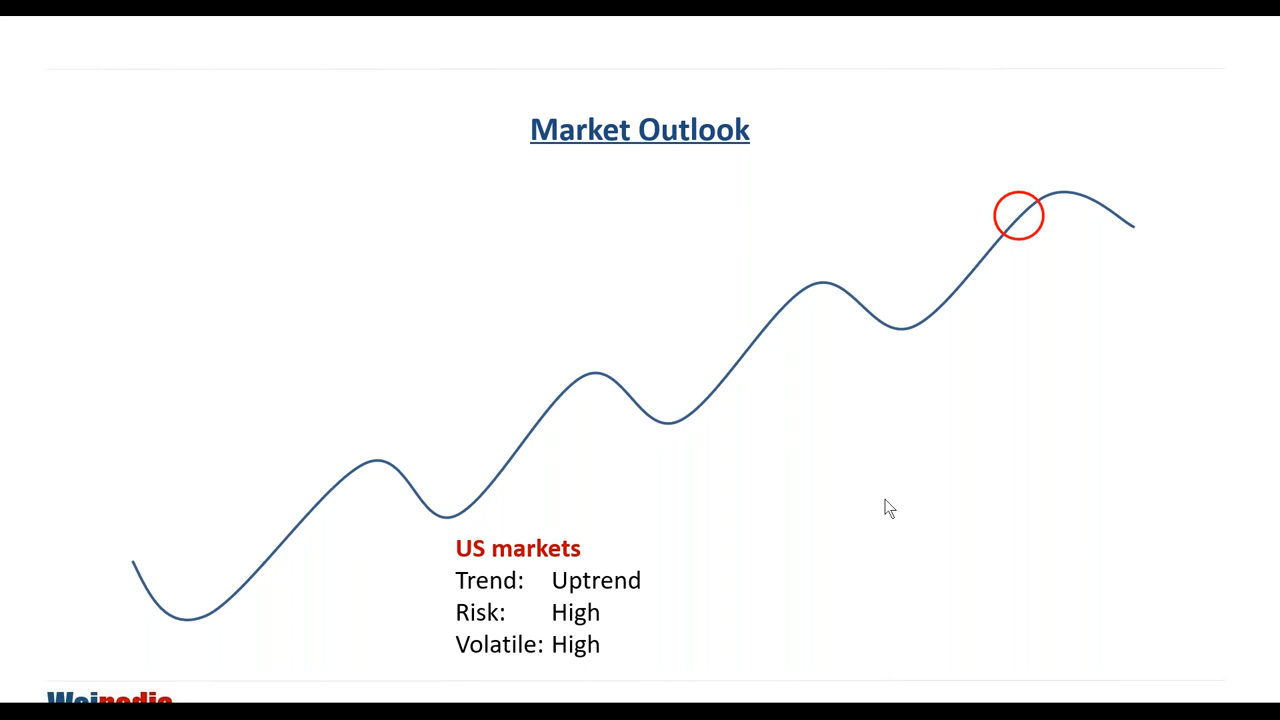 Market Outlook
US markets
Trend: Uptrend
Risk: High
Volatile: High